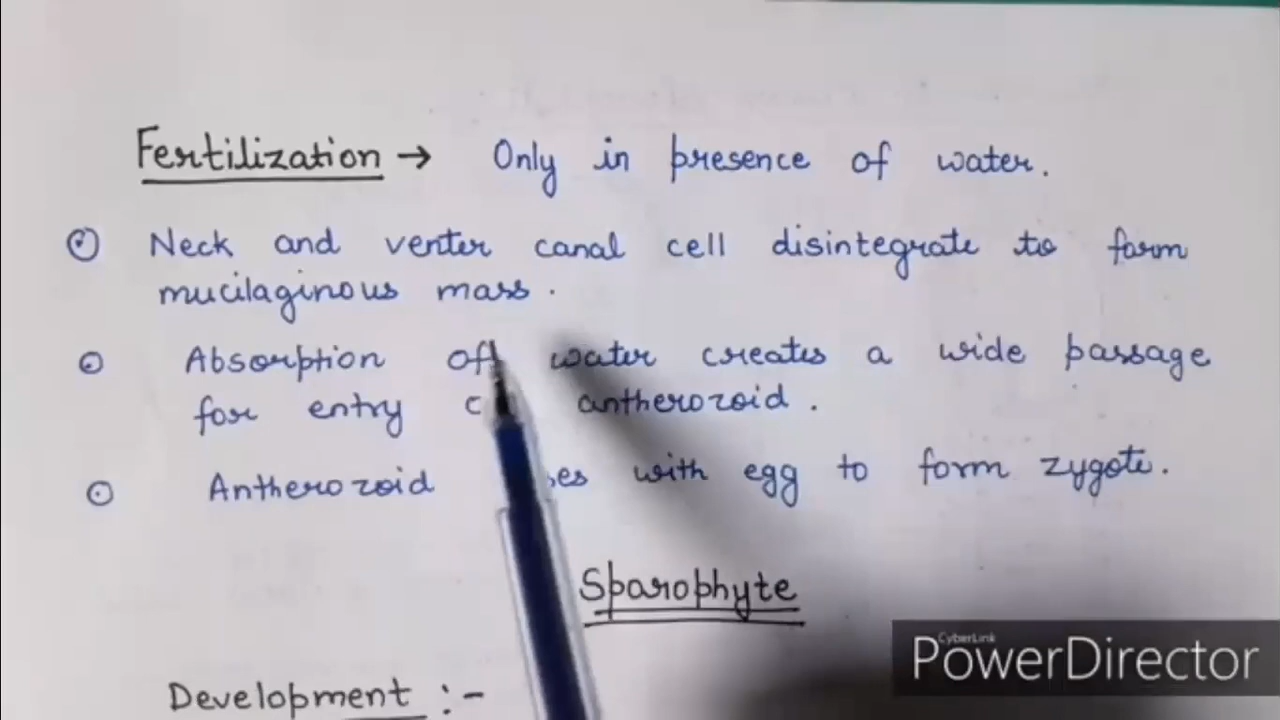 Fertilization → Only in presence of water.
Neck and venter canal cell disintegrate to form
mucilaginous mass.
Absorption of water creates a wide passage
for entry antherozoid.
Antherozoid with egg to form zygote.
Sporophyte
Development :-
CyberLink
PowerDirector